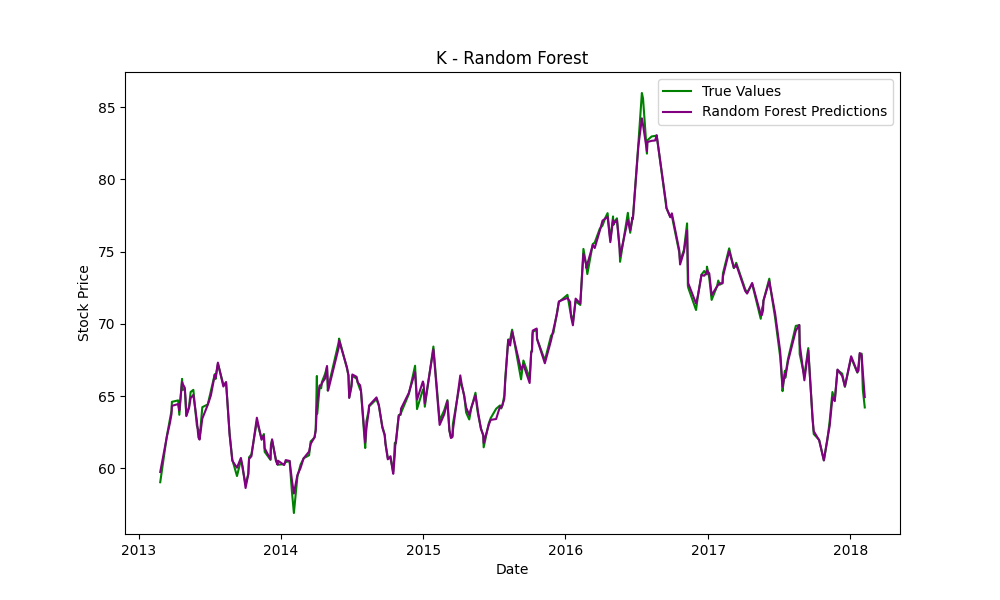 K - Random Forest
True Values
Random Forest Predictions
85
80
75
70
65
60
Stock Price
2013 2014 2015 2016 2017 2018
Date